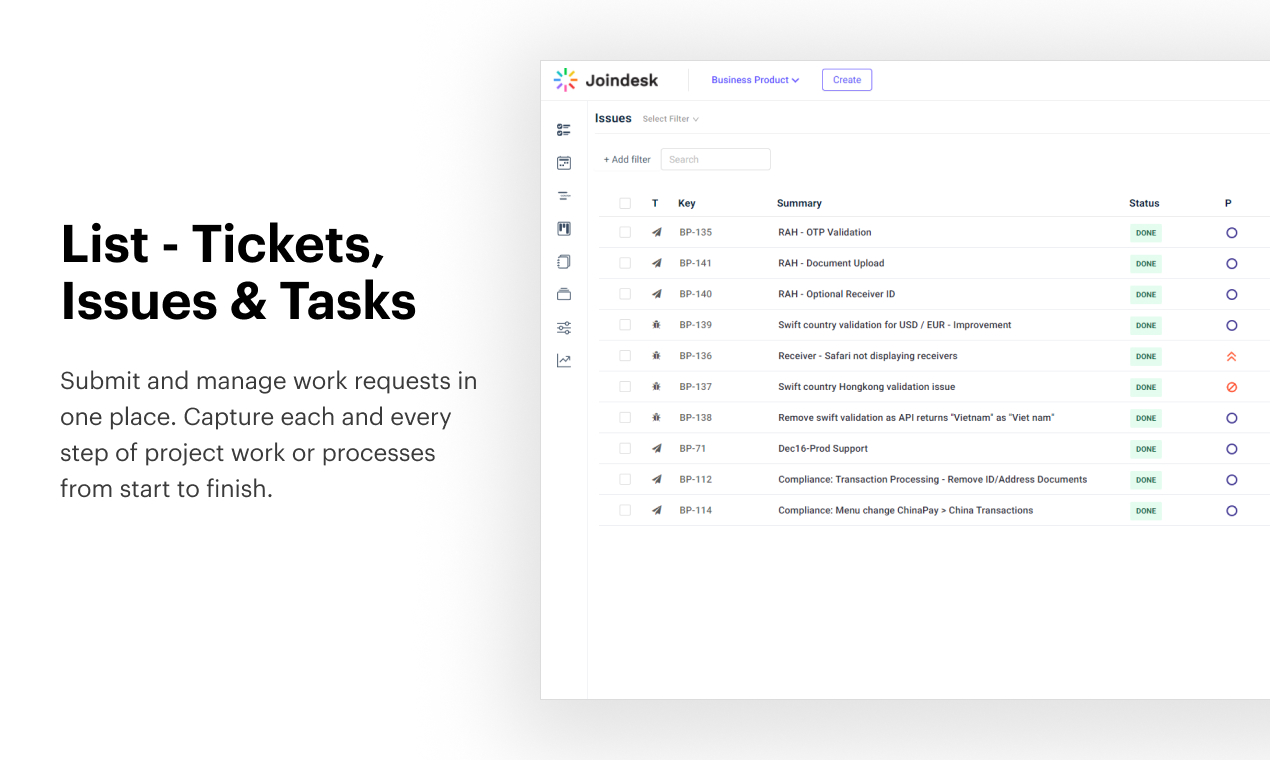 List - Tickets,
Issues & Tasks
Submit and manage work requests in
one place. Capture each and every
step of project work or processes
from start to finish.
Joindesk Business Product Create
Issues Select Filter
+ Add filter Search
T Key Summary Status P
BP-135 RAH - OTP Validation DONE
BP-141 RAH - Document Upload DONE
BP-140 RAH - Optional Receiver ID DONE
BP-139 Swift country validation for USD / EUR - Improvement DONE
BP-136 Receiver - Safari not displaying receivers DONE
BP-137 Swift country Hongkong validation issue DONE
BP-138 Remove swift validation as API returns "Vietnam" as "Viet nam" DONE
BP-71 Dec16-Prod Support DONE
BP-112 Compliance: Transaction Processing - Remove ID/Address Documents DONE
BP-114 Compliance: Menu change ChinaPay > China Transactions DONE